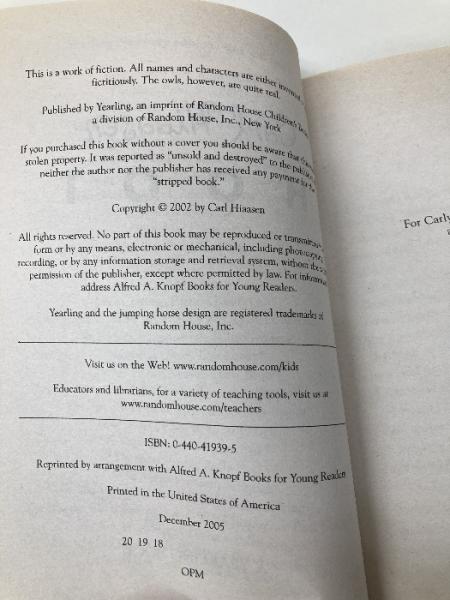 This is a work of fiction. All names and characters are either
fictitiously. The owls, however, are quite real.
Published by Yearling, an imprint of Random House Children's
a division of Random House, Inc., New York
If you purchased this book without a cover you should be aware that
stolen property. It was reported as "unsold and destroyed" to the
neither the author nor the publisher has received any payment for
"stripped book."
Copyright © 2002 by Carl Hiaasen
All rights reserved. No part of this book may be reproduced or
form or by any means, electronic or mechanical, including
recording, or by any information storage and retrieval system, without the
permission of the publisher, except where permitted by law. For
address Alfred A. Knopf Books for Young Readers.
Yearling and the jumping horse design are registered trademarks of
Random House, Inc.
Visit us on the Web! www.randomhouse.com/kids
Educators and librarians, for a variety of teaching tools, visit us at
www.randomhouse.com/teachers
ISBN: 0-440-41939-5
Reprinted by arrangement with Alfred A. Knopf Books for Young Readers
Printed in the United States of America
December 2005
20 19 18
OPM
For Carly